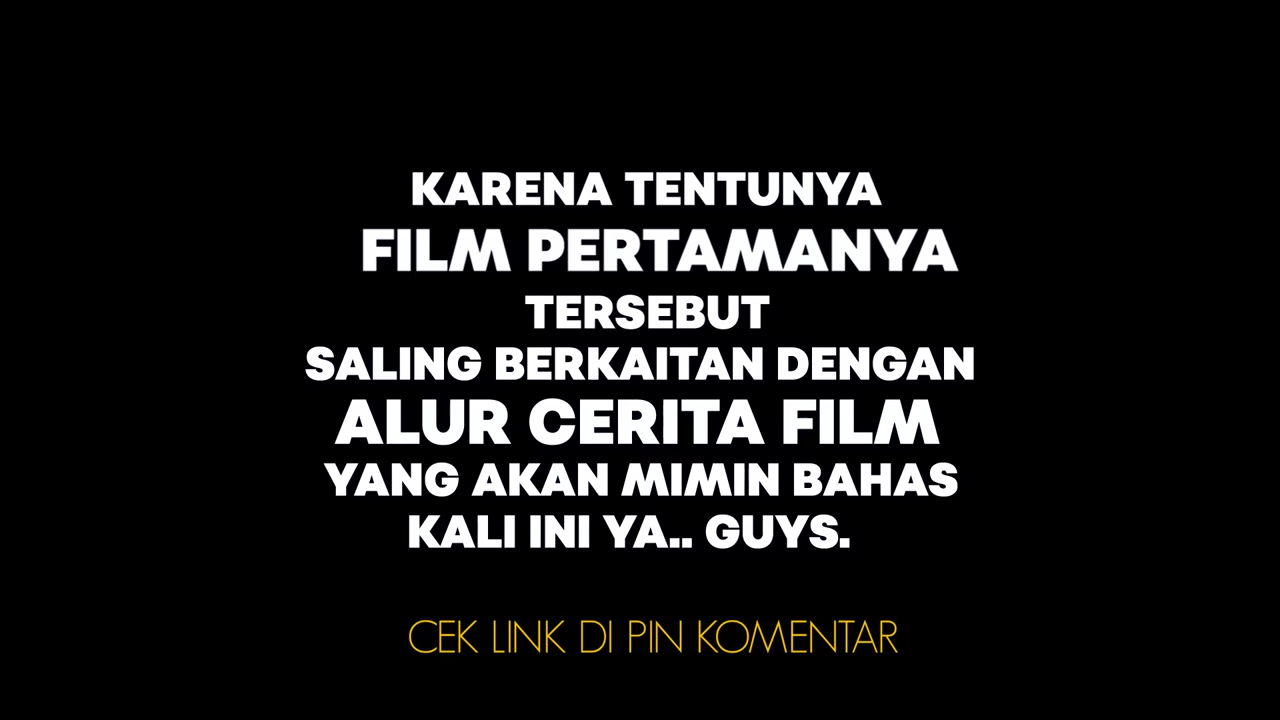 KARENA TENTUNYA
FILM PERTAMANYA
TERSEBUT
SALING BERKAITAN DENGAN
ALUR CERITA FILM
YANG AKAN MIMIN BAHAS
KALI INI YA.. GUYS.
CEK LINK DI PIN KOMENTAR